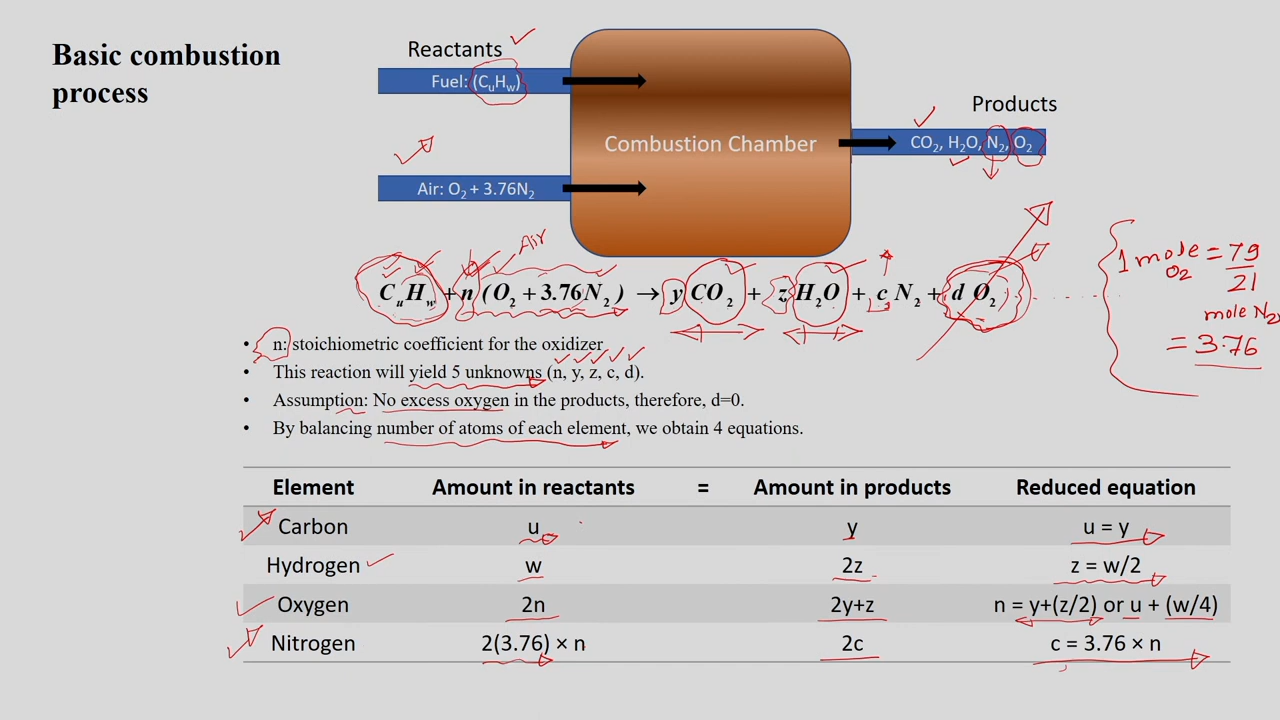 Basic combustion
process
Reactants
Fuel: (CᵤHw)
Air: O₂ + 3.76N₂
Combustion Chamber
Products
CO₂, H₂O, N₂, O₂
Air
CᵤHw + n (O₂ + 3.76N₂) → y CO₂ + z H₂O + c N₂ + d O₂
1 mole O₂ = 79/21
mole N₂
= 3.76
• n: stoichiometric coefficient for the oxidizer
• This reaction will yield 5 unknowns (n, y, z, c, d).
• Assumption: No excess oxygen in the products, therefore, d=0.
• By balancing number of atoms of each element, we obtain 4 equations.
Element Amount in reactants = Amount in products Reduced equation
Carbon u y u = y
Hydrogen w 2z z = w/2
Oxygen 2n 2y+z n = y+(z/2) or u + (w/4)
Nitrogen 2(3.76) × n 2c c = 3.76 × n